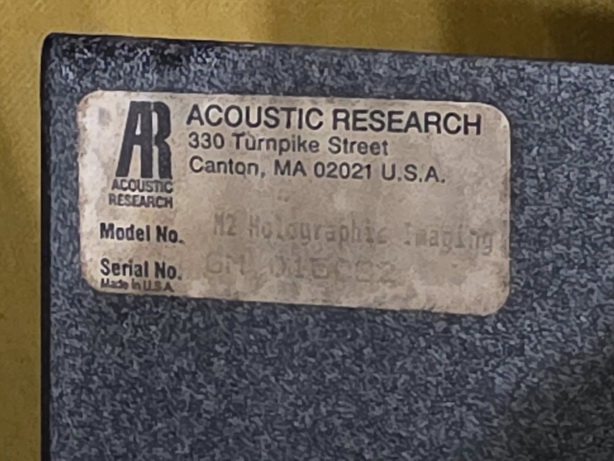 AR
ACOUSTIC
RESEARCH
ACOUSTIC RESEARCH
330 Turnpike Street
Canton, MA 02021 U.S.A.
Model No. M2 Holographic Imaging
Serial No. GM
Made in U.S.A.